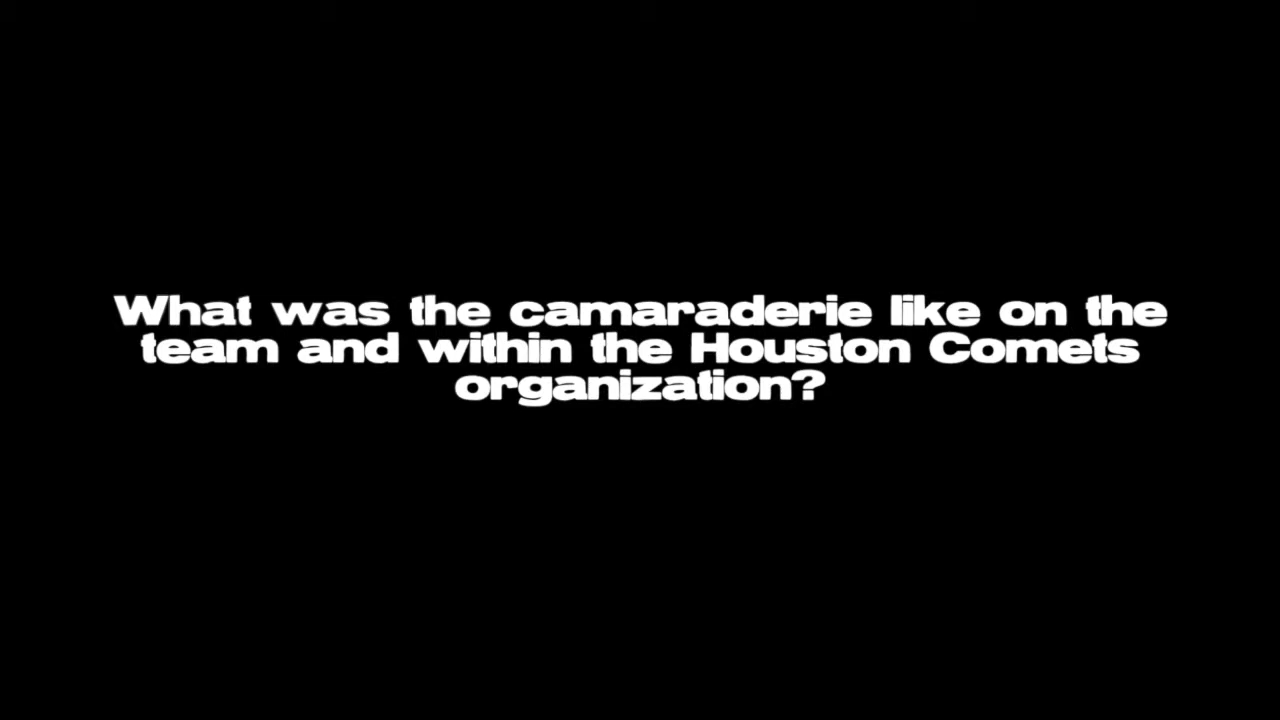 What was the camaraderie like on the
team and within the Houston Comets
organization?